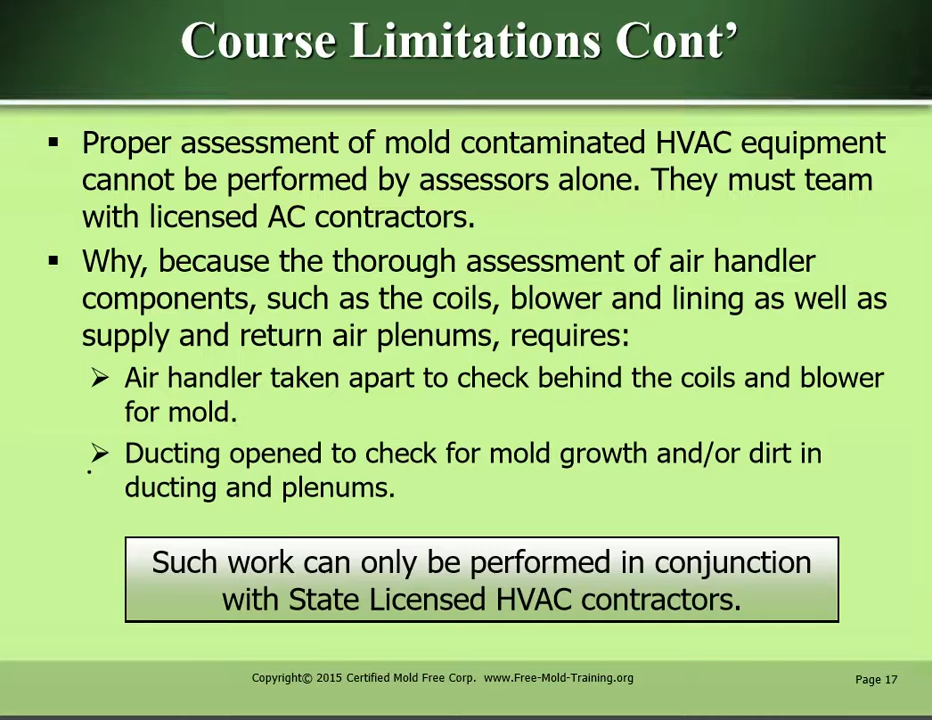 Course Limitations Cont’
▪ Proper assessment of mold contaminated HVAC equipment
cannot be performed by assessors alone. They must team
with licensed AC contractors.
▪ Why, because the thorough assessment of air handler
components, such as the coils, blower and lining as well as
supply and return air plenums, requires:
➢ Air handler taken apart to check behind the coils and blower
for mold.
➢ Ducting opened to check for mold growth and/or dirt in
ducting and plenums.
Such work can only be performed in conjunction
with State Licensed HVAC contractors.
Copyright© 2015 Certified Mold Free Corp. www.Free-Mold-Training.org
Page 17